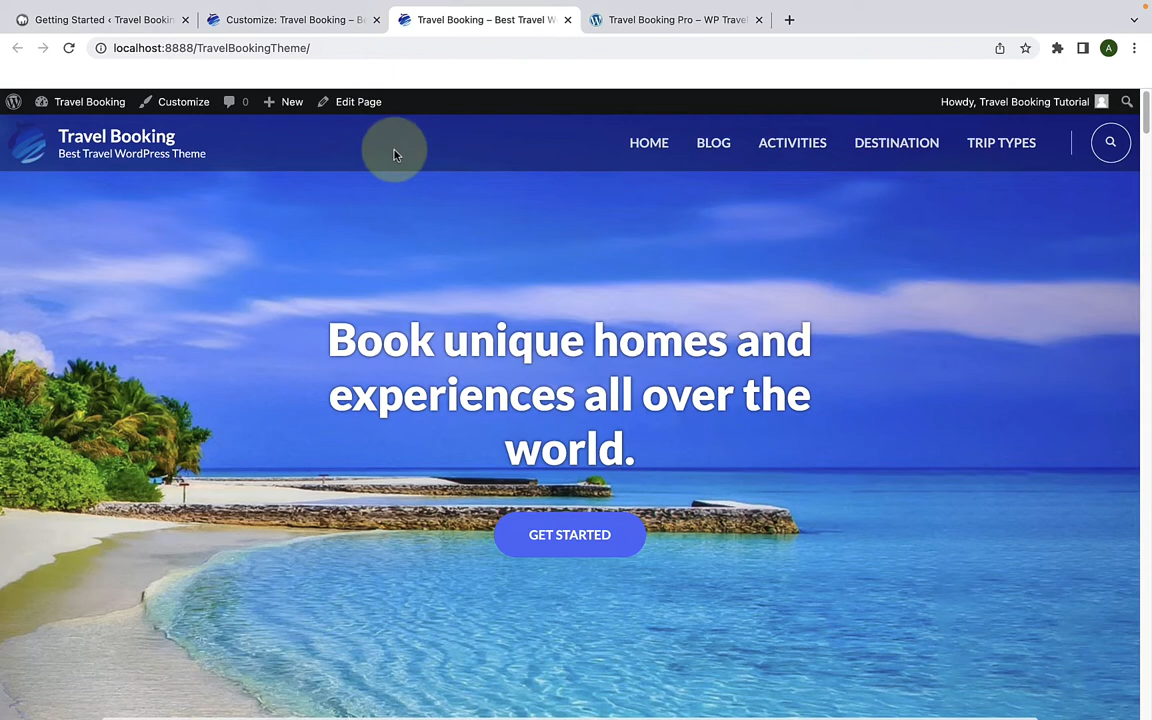 Getting Started ‹ Travel Bookin
Customize: Travel Booking – Be
Travel Booking – Best Travel W
Travel Booking Pro – WP Trave
localhost:8888/TravelBookingTheme/
A
Travel Booking
Customize
0
New
Edit Page
Howdy, Travel Booking Tutorial
Travel Booking
Best Travel WordPress Theme
HOME
BLOG
ACTIVITIES
DESTINATION
TRIP TYPES
Book unique homes and
experiences all over the
world.
GET STARTED